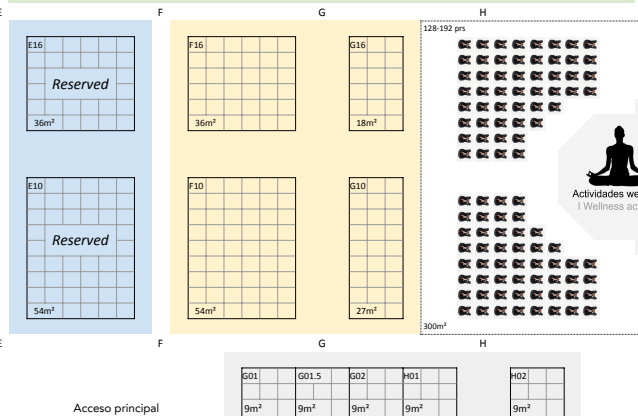 E F G H
128-192 prs
E16 F16 G16
Reserved
36m² 36m² 18m²
Actividades we
I Wellness ac
E10 F10 G10
Reserved
54m² 54m² 27m²
300m²
E F G H
G01 G01.5 G02 H01 H02
Acceso principal 9m² 9m² 9m² 9m² 9m²